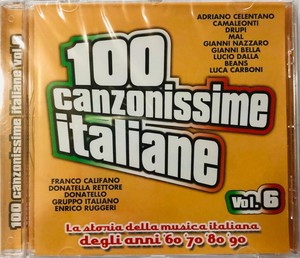 100 canzonissime italiane vol. 6
ADRIANO CELENTANO
CAMALEONTI
DRUPI
MAL
GIANNI NAZZARO
GIANNI BELLA
LUCIO DALLA
BEANS
LUCA CARBONI
100
canzonissime
italiane
Vol. 6
FRANCO CALIFANO
DONATELLA RETTORE
DONATELLO
GRUPPO ITALIANO
ENRICO RUGGERI
La storia della musica italiana
degli anni '60 '70 '80 '90